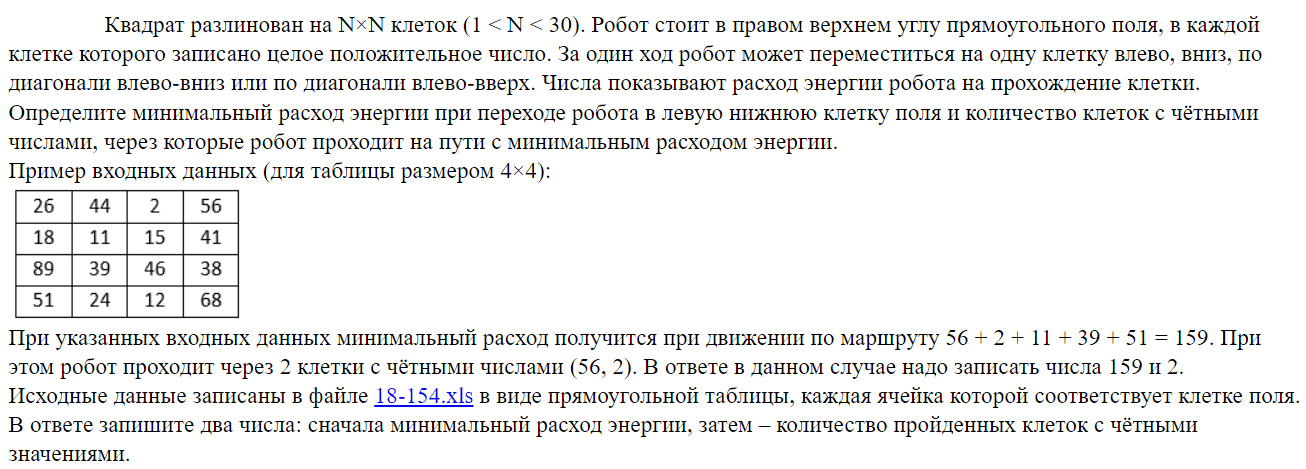 Квадрат разлинован на N×N клеток (1 < N < 30). Робот стоит в правом верхнем углу прямоугольного поля, в каждой
клетке которого записано целое положительное число. За один ход робот может переместиться на одну клетку влево, вниз, по
диагонали влево-вниз или по диагонали влево-вверх. Числа показывают расход энергии робота на прохождение клетки.
Определите минимальный расход энергии при переходе робота в левую нижнюю клетку поля и количество клеток с чётными
числами, через которые робот проходит на пути с минимальным расходом энергии.
Пример входных данных (для таблицы размером 4×4):
26 44 2 56
18 11 15 41
89 39 46 38
51 24 12 68
При указанных входных данных минимальный расход получится при движении по маршруту 56 + 2 + 11 + 39 + 51 = 159. При
этом робот проходит через 2 клетки с чётными числами (56, 2). В ответе в данном случае надо записать числа 159 и 2.
Исходные данные записаны в файле 18-154.xls в виде прямоугольной таблицы, каждая ячейка которой соответствует клетке поля.
В ответе запишите два числа: сначала минимальный расход энергии, затем – количество пройденных клеток с чётными
значениями.